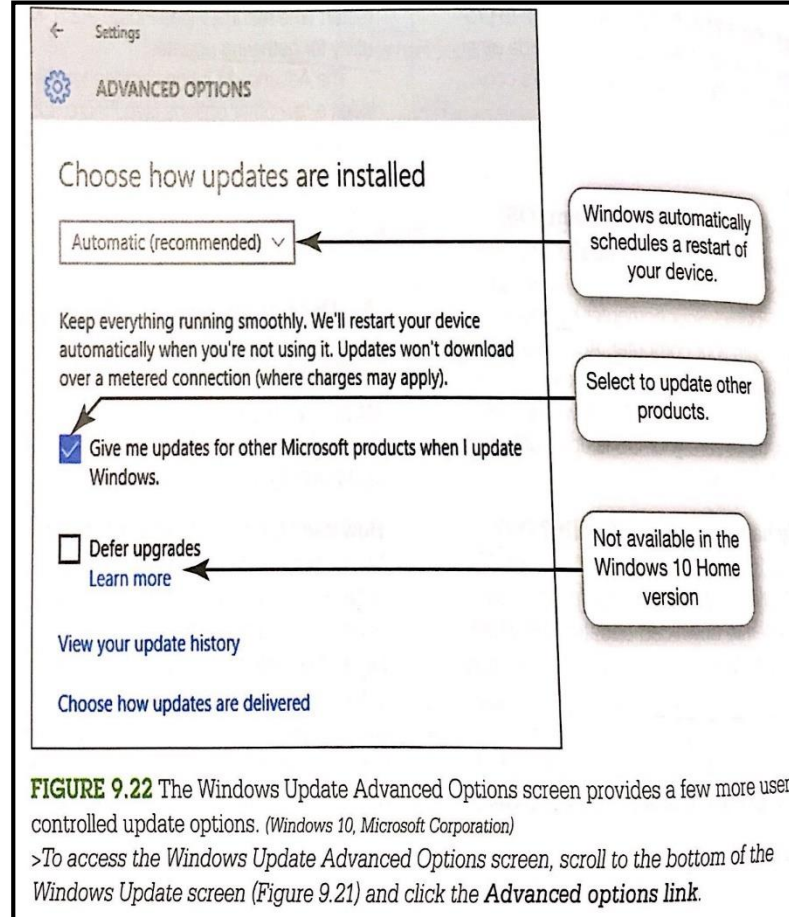 ← Settings
ADVANCED OPTIONS
Choose how updates are installed
Automatic (recommended)
Windows automatically
schedules a restart of
your device.
Keep everything running smoothly. We'll restart your device
automatically when you're not using it. Updates won't download
over a metered connection (where charges may apply).
Select to update other
products.
Give me updates for other Microsoft products when I update
Windows.
Defer upgrades
Learn more
Not available in the
Windows 10 Home
version
View your update history
Choose how updates are delivered
FIGURE 9.22 The Windows Update Advanced Options screen provides a few more user
controlled update options. (Windows 10, Microsoft Corporation)
>To access the Windows Update Advanced Options screen, scroll to the bottom of the
Windows Update screen (Figure 9.21) and click the Advanced options link.